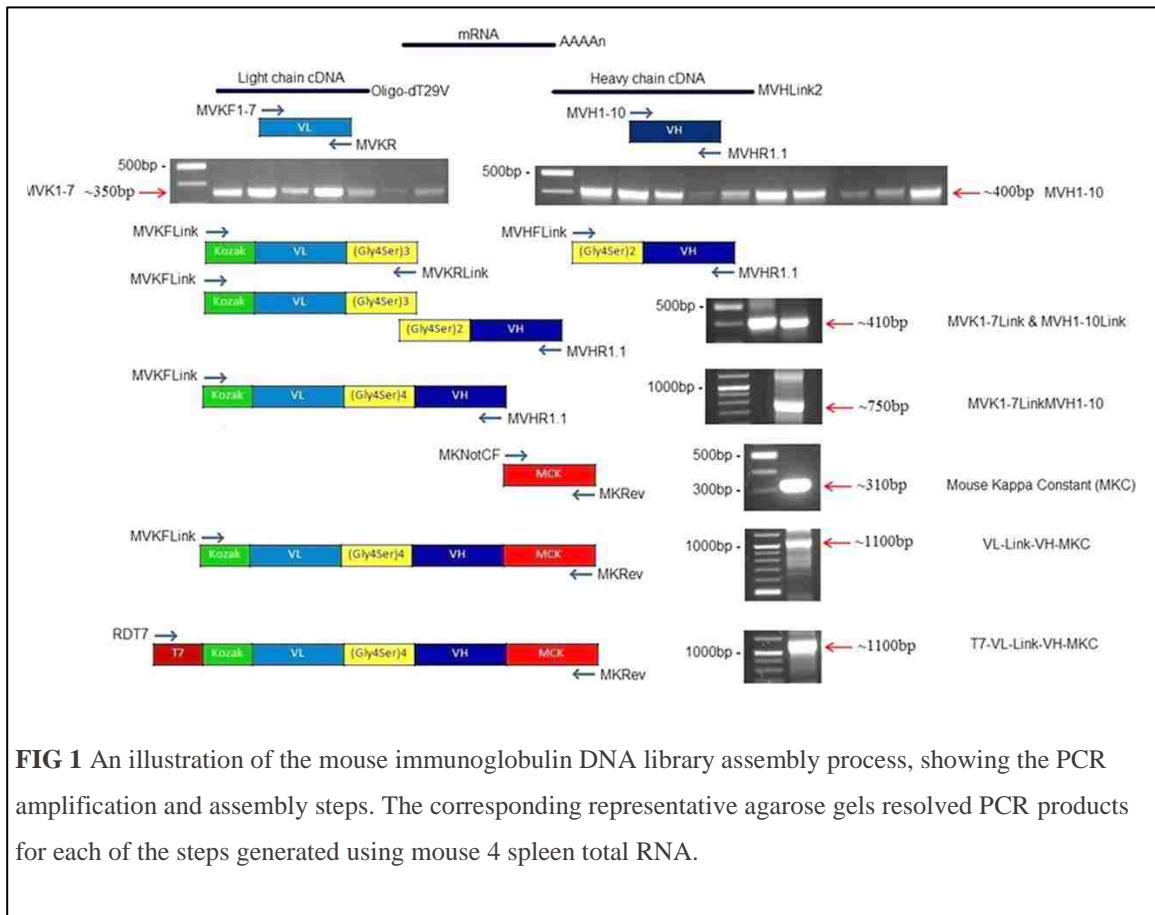 mRNA
AAAAn
Light chain cDNA
Oligo-dT29V
Heavy chain cDNA
MVHLink2
MVKF1-7
VL
MVKR
MVH1-10
VH
MVHR1.1
500bp -
MVK1-7 ~350bp
500bp -
~400bp MVH1-10
MVKFLink
Kozak VL (Gly4Ser)3
MVKRLink
MVHFLink
(Gly4Ser)2 VH
MVHR1.1
MVKFLink
Kozak VL (Gly4Ser)3
(Gly4Ser)2 VH
MVHR1.1
500bp -
~410bp MVK1-7Link & MVH1-10Link
MVKFLink
Kozak VL (Gly4Ser)4 VH
MVHR1.1
1000bp -
~750bp MVK1-7LinkMVH1-10
MKNotCF
MCK
MKRev
500bp -
300bp -
~310bp Mouse Kappa Constant (MKC)
MVKFLink
Kozak VL (Gly4Ser)4 VH MCK
MKRev
1000bp -
~1100bp VL-Link-VH-MKC
RDT7
T7 Kozak VL (Gly4Ser)4 VH MCK
MKRev
1000bp -
~1100bp T7-VL-Link-VH-MKC
FIG 1 An illustration of the mouse immunoglobulin DNA library assembly process, showing the PCR
amplification and assembly steps. The corresponding representative agarose gels resolved PCR products
for each of the steps generated using mouse 4 spleen total RNA.